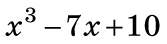 x³ − 7x + 10